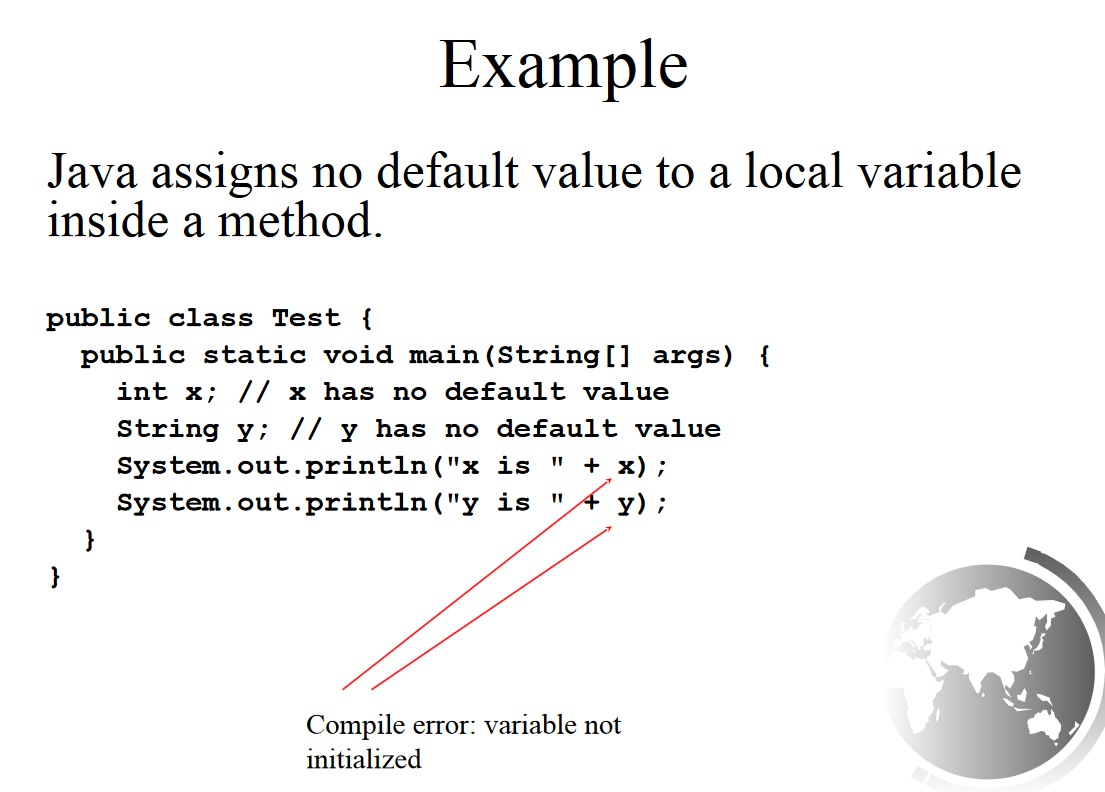 Example
Java assigns no default value to a local variable
inside a method.
public class Test {
  public static void main(String[] args) {
    int x; // x has no default value
    String y; // y has no default value
    System.out.println("x is " + x);
    System.out.println("y is " + y);
  }
}
Compile error: variable not
initialized